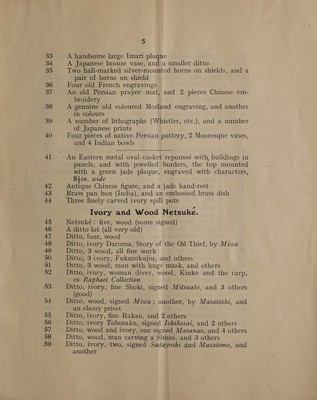 5
33 A handsome large Imari plaque
34 A Japanese bronze vase, and a smaller ditto
35 Two hall-marked silver-mounted horns on shields, and a
pair of horns on shield
36 Four old French engravings
37 An old Persian prayer mat, and 2 pieces Chinese em-
broidery
38 A genuine old coloured Morland engraving, and another
in colours
39 A number of lithographs (Whistler, etc.), and a number
of Japanese prints
40 Four pieces of native Persian pottery, 2 Mooresque vases,
and 4 Indian bowls
41 An Eastern metal oval casket repoussé with buildings in
panels, and with jewelled borders, the top mounted
with a green jade plaque, engraved with characters,
8½in. wide
42 Antique Chinese figure, and a jade hand-rest
43 Brass pan box (India), and an embossed brass dish
44 Three finely carved ivory spill pots
Ivory and Wood Netsuké.
45 Netsuké: five, wood (some signed)
46 A ditto lot (all very old)
47 Ditto, four, wood
48 Ditto, ivory Daruma, Story of the Oil Thief, by Miwa
49 Ditto, 3 wood, all fine work
50 Ditto, 3 ivory, Fukurokujiu, and others
51 Ditto, 3 wood, man with huge mask, and others
52 Ditto, ivory, woman diver, wood, Kinko and the carp,
ex Raphael Collection
53 Ditto, ivory, fine Shoki, signed Mitsuaki, and 3 others
(good)
54 Ditto, wood, signed Miwa; another, by Masatoshi, and
an ebony priest
55 Ditto, ivory, fine Rakan, and 2 others
56 Ditto, ivory Tobosaku, signed Ichikosai, and 2 others
57 Ditto, wood and ivory, one signed Masanao, and 4 others
58 Ditto, wood, man carving a Shishi, and 3 others
59 Ditto, ivory, two, signed Sadayoshi and Masatomo, and
another